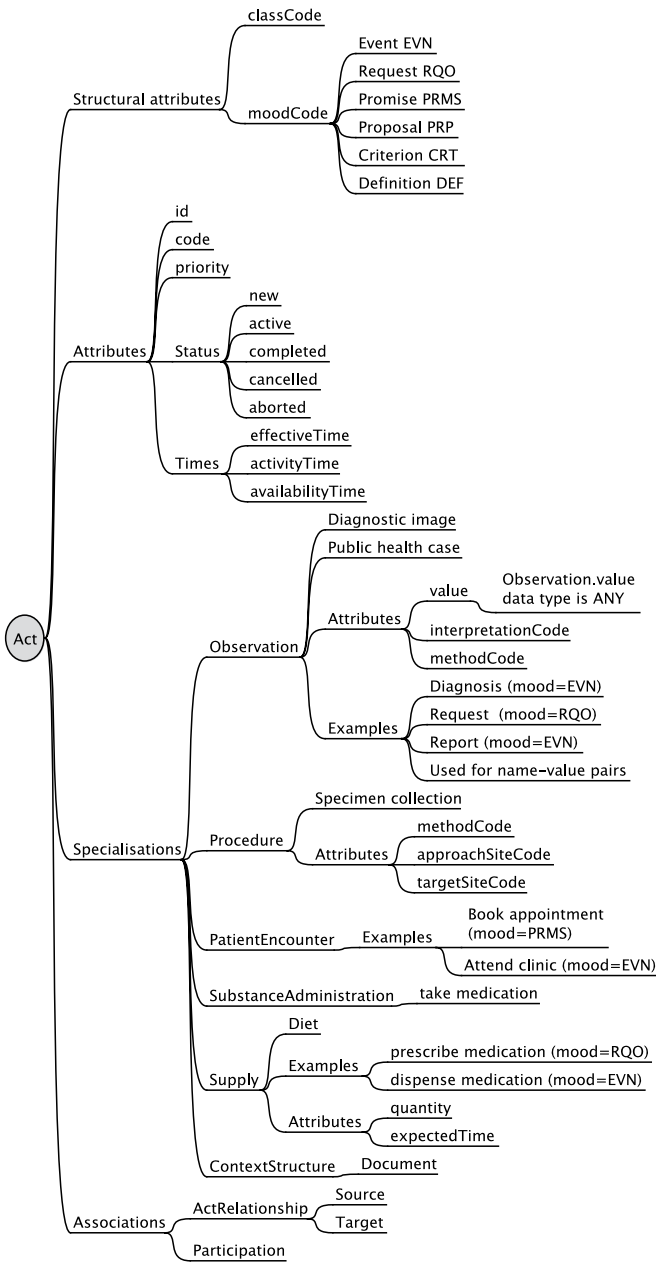 Act
Structural attributes
classCode
moodCode
Event EVN
Request RQO
Promise PRMS
Proposal PRP
Criterion CRT
Definition DEF
Attributes
id
code
priority
Status
new
active
completed
cancelled
aborted
Times
effectiveTime
activityTime
availabilityTime
Specialisations
Observation
Diagnostic image
Public health case
Attributes
value
Observation.value
data type is ANY
interpretationCode
methodCode
Examples
Diagnosis (mood=EVN)
Request (mood=RQO)
Report (mood=EVN)
Used for name-value pairs
Procedure
Specimen collection
Attributes
methodCode
approachSiteCode
targetSiteCode
PatientEncounter
Examples
Book appointment
(mood=PRMS)
Attend clinic (mood=EVN)
SubstanceAdministration
take medication
Supply
Diet
Examples
prescribe medication (mood=RQO)
dispense medication (mood=EVN)
Attributes
quantity
expectedTime
ContextStructure
Document
Associations
ActRelationship
Source
Target
Participation